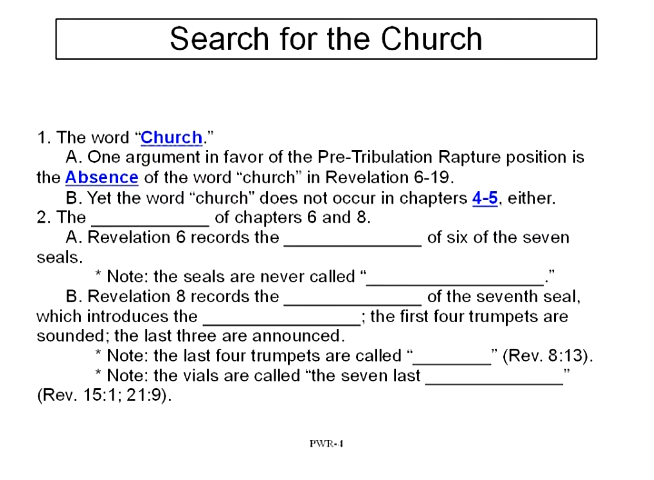 Search for the Church
1. The word “Church.”
A. One argument in favor of the Pre-Tribulation Rapture position is
the Absence of the word “church” in Revelation 6-19.
B. Yet the word “church” does not occur in chapters 4-5, either.
2. The ____________ of chapters 6 and 8.
A. Revelation 6 records the ______________ of six of the seven
seals.
* Note: the seals are never called “__________________.”
B. Revelation 8 records the ______________ of the seventh seal,
which introduces the ________________; the first four trumpets are
sounded; the last three are announced.
* Note: the last four trumpets are called “________” (Rev. 8:13).
* Note: the vials are called “the seven last ______________”
(Rev. 15:1; 21:9).
PWR-4